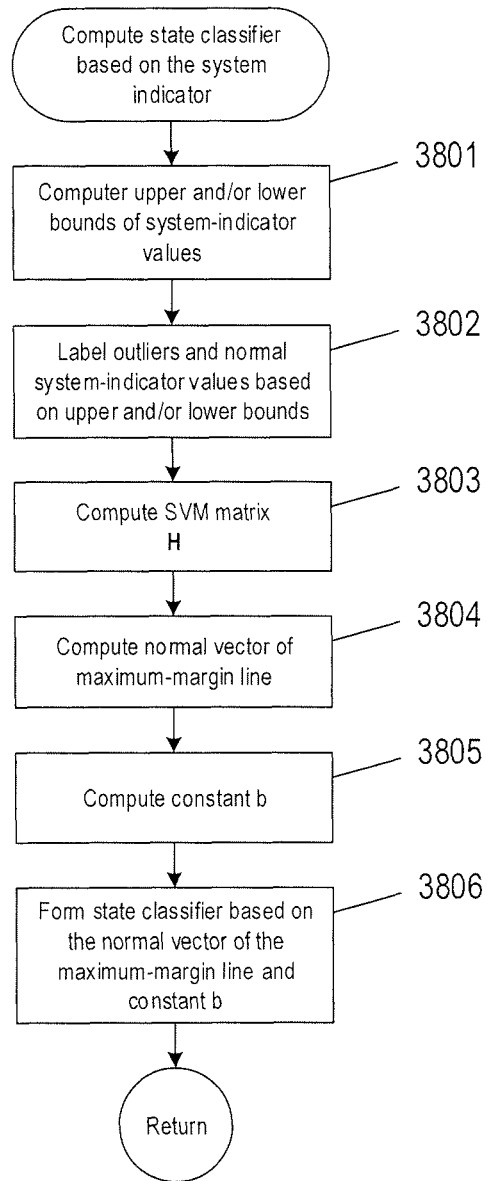 Compute state classifier
based on the system
indicator
3801
Computer upper and/or lower
bounds of system-indicator
values
3802
Label outliers and normal
system-indicator values based
on upper and/or lower bounds
3803
Compute SVM matrix
H
3804
Compute normal vector of
maximum-margin line
3805
Compute constant b
3806
Form state classifier based on
the normal vector of the
maximum-margin line and
constant b
Return